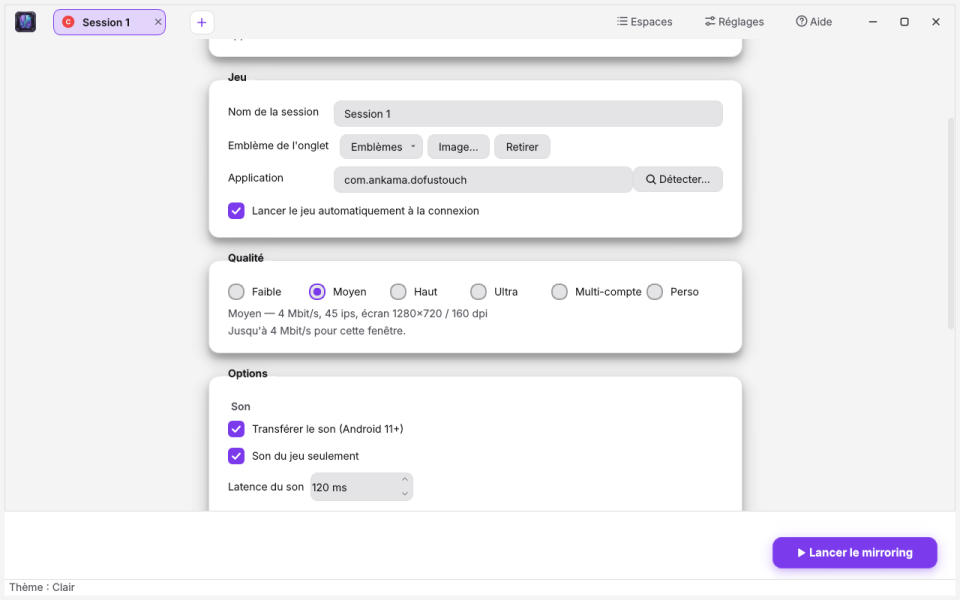 C Session 1
Espaces
Réglages
Aide
Jeu
Nom de la session
Session 1
Emblème de l'onglet
Emblèmes
Image...
Retirer
Application
com.ankama.dofustouch
Détecter...
Lancer le jeu automatiquement à la connexion
Qualité
Faible
Moyen
Haut
Ultra
Multi-compte
Perso
Moyen — 4 Mbit/s, 45 ips, écran 1280×720 / 160 dpi
Jusqu'à 4 Mbit/s pour cette fenêtre.
Options
Son
Transférer le son (Android 11+)
Son du jeu seulement
Latence du son
120 ms
Lancer le mirroring
Thème : Clair